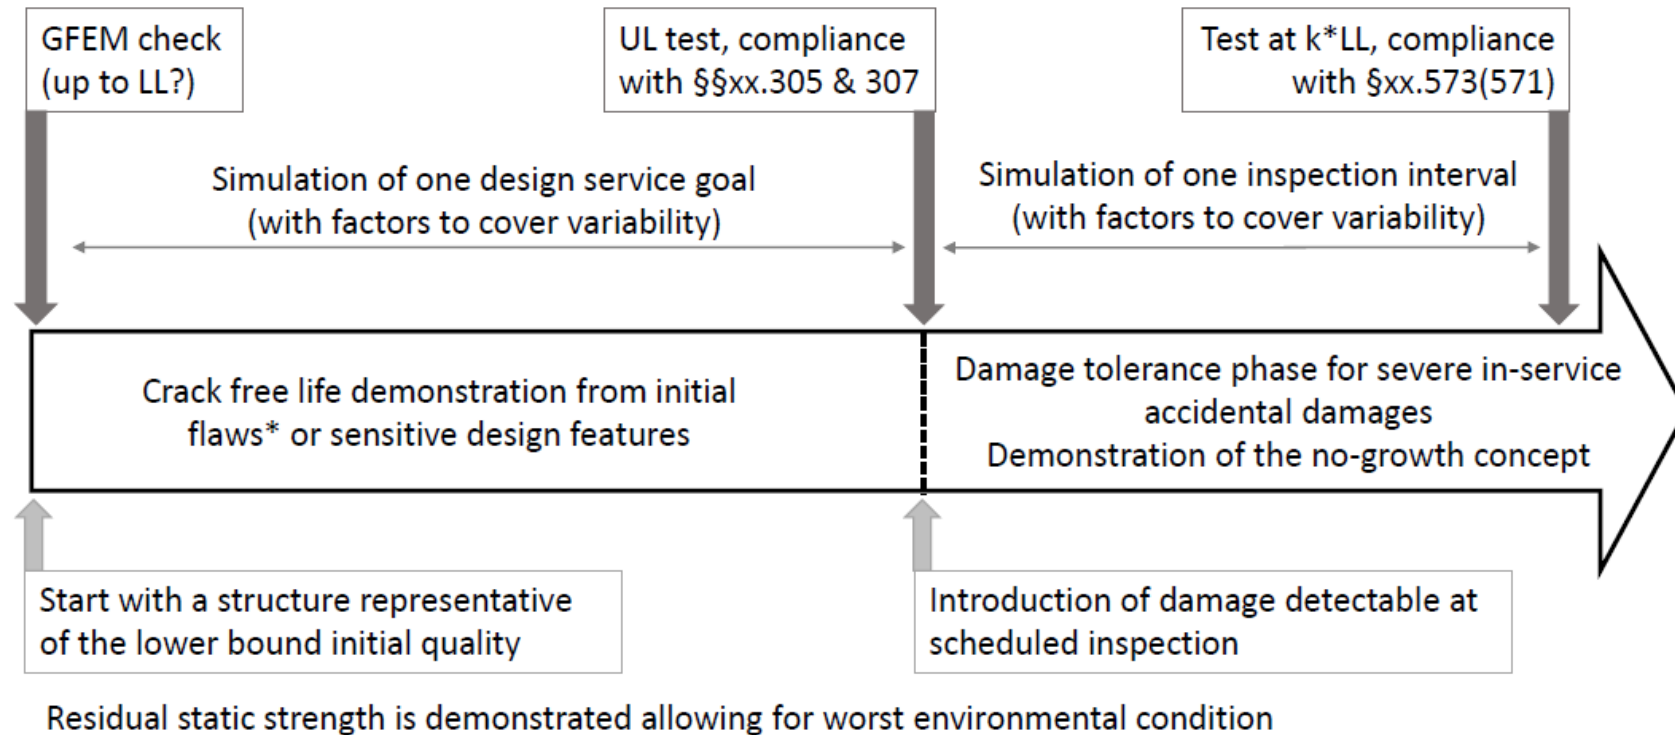 GFEM check
(up to LL?)
UL test, compliance
with §§xx.305 & 307
Test at k*LL, compliance
with §xx.573(571)
Simulation of one design service goal
(with factors to cover variability)
Simulation of one inspection interval
(with factors to cover variability)
Crack free life demonstration from initial
flaws* or sensitive design features
Damage tolerance phase for severe in-service
accidental damages
Demonstration of the no-growth concept
Start with a structure representative
of the lower bound initial quality
Introduction of damage detectable at
scheduled inspection
Residual static strength is demonstrated allowing for worst environmental condition